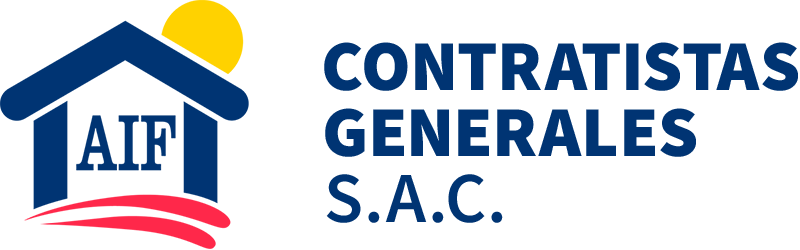 AIF
CONTRATISTAS
GENERALES
S.A.C.